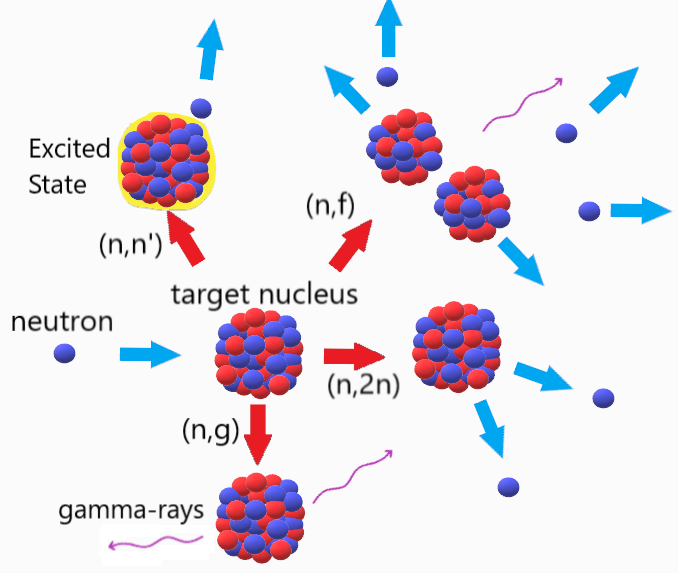 Excited
State
(n,n')
(n,f)
target nucleus
neutron
(n,2n)
(n,g)
gamma-rays